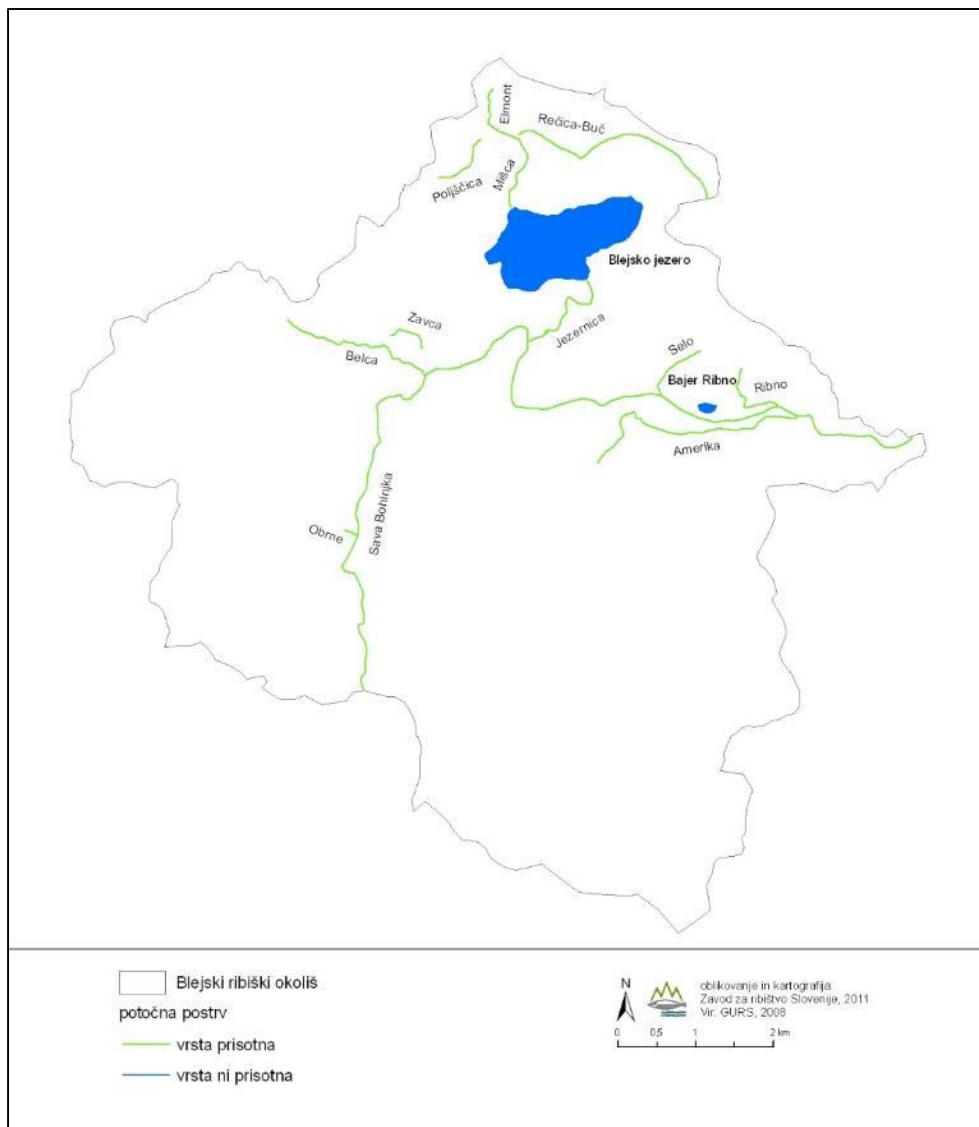 Elmont
Rečica-Buč
Mišca
Poljščica
Blejsko jezero
Zavca
Jezernica
Belca
Selo
Bajer Ribno
Ribno
Amerika
Sava Bohinjka
Obrne
Blejski ribiški okoliš
potočna postrv
vrsta prisotna
vrsta ni prisotna
N
oblikovanje in kartografija:
Zavod za ribištvo Slovenije, 2011
Vir: GURS, 2008
0 0,5 1 2 km